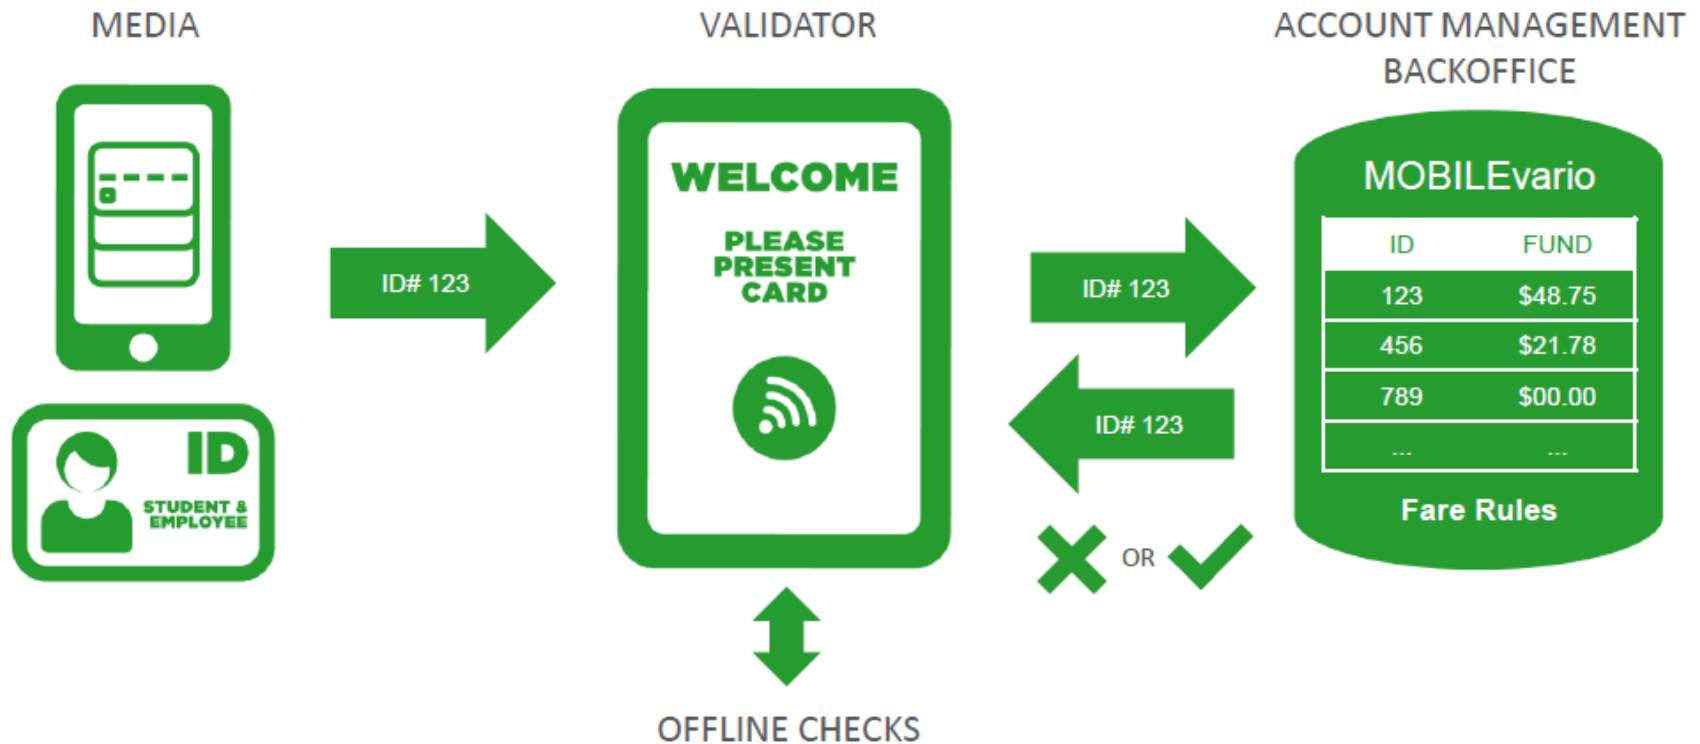 MEDIA
VALIDATOR
ACCOUNT MANAGEMENT
BACKOFFICE
WELCOME
PLEASE
PRESENT
CARD
ID# 123
ID# 123
ID# 123
OR
MOBILEvario
ID FUND
123 $48.75
456 $21.78
789 $00.00
... ...
Fare Rules
ID
STUDENT &
EMPLOYEE
OFFLINE CHECKS